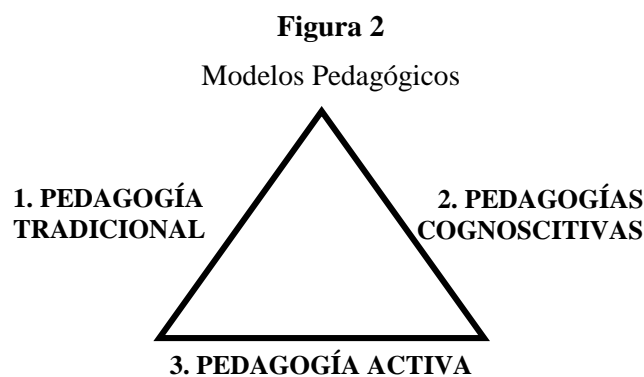 Figura 2
Modelos Pedagógicos
1. PEDAGOGÍA
TRADICIONAL
2. PEDAGOGÍAS
COGNOSCITIVAS
3. PEDAGOGÍA ACTIVA